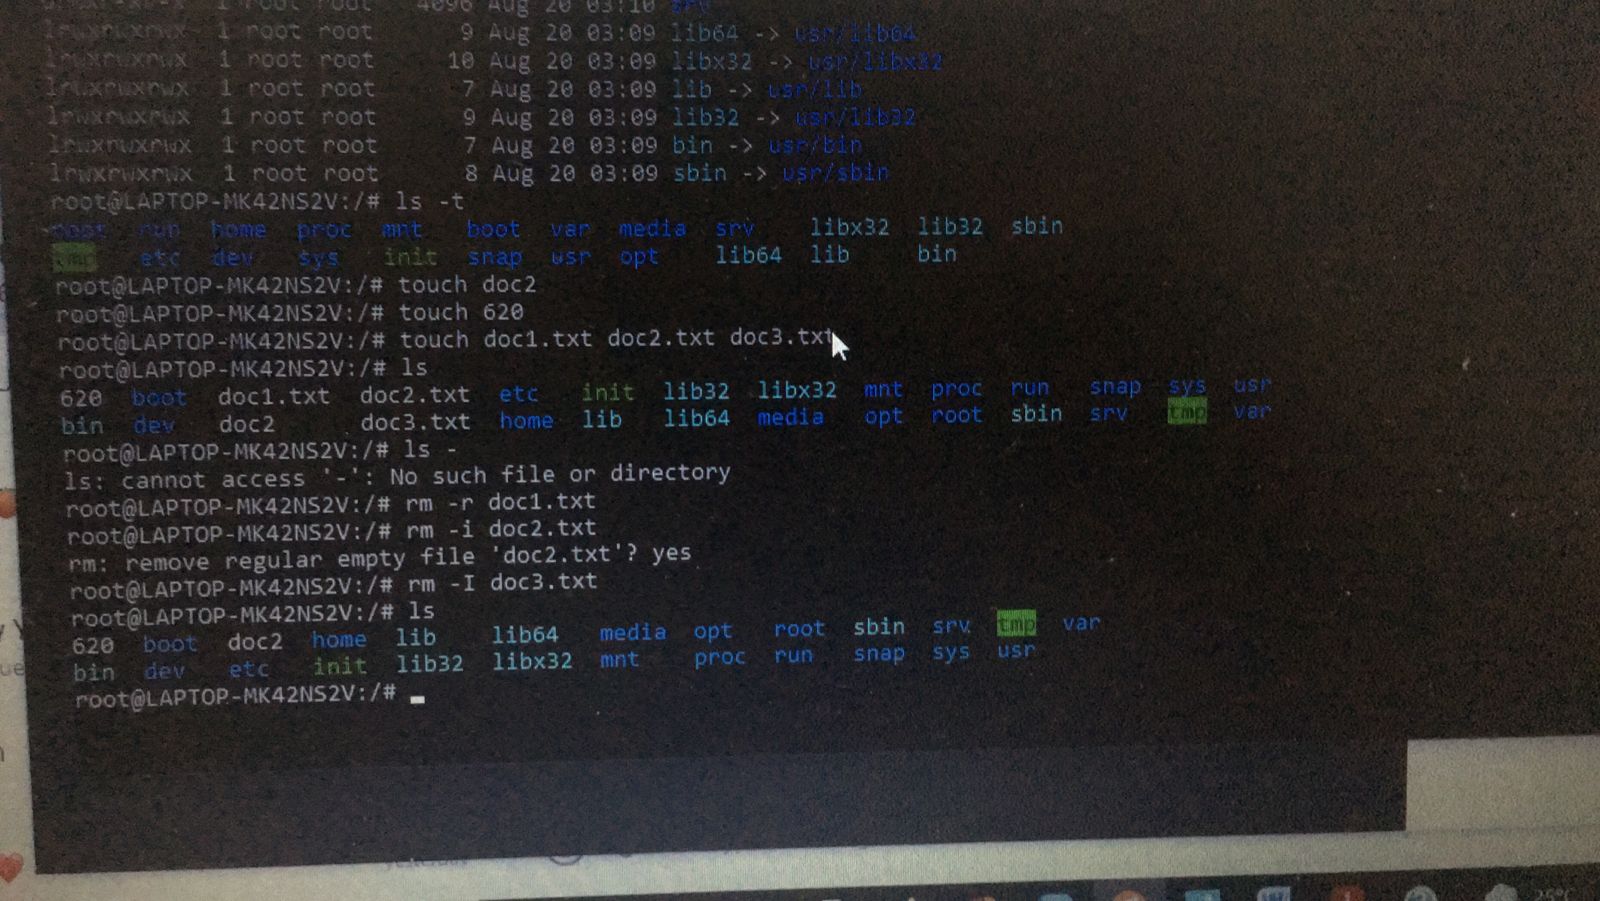 1 root root 4096 Aug 20 03:10 srv
lrwxrwxrwx 1 root root 9 Aug 20 03:09 lib64 -> usr/lib64
lrwxrwxrwx 1 root root 10 Aug 20 03:09 libx32 -> usr/libx32
lrwxrwxrwx 1 root root 7 Aug 20 03:09 lib -> usr/lib
lrwxrwxrwx 1 root root 9 Aug 20 03:09 lib32 -> usr/lib32
lrwxrwxrwx 1 root root 7 Aug 20 03:09 bin -> usr/bin
lrwxrwxrwx 1 root root 8 Aug 20 03:09 sbin -> usr/sbin
root@LAPTOP-MK42NS2V:/# ls -t
root run home proc mnt boot var media srv libx32 lib32 sbin
tmp etc dev sys init snap usr opt lib64 lib bin
root@LAPTOP-MK42NS2V:/# touch doc2
root@LAPTOP-MK42NS2V:/# touch 620
root@LAPTOP-MK42NS2V:/# touch doc1.txt doc2.txt doc3.txt
root@LAPTOP-MK42NS2V:/# ls
620 boot doc1.txt doc2.txt etc init lib32 libx32 mnt proc run snap sys usr
bin dev doc2 doc3.txt home lib lib64 media opt root sbin srv tmp var
root@LAPTOP-MK42NS2V:/# ls -
ls: cannot access '-': No such file or directory
root@LAPTOP-MK42NS2V:/# rm -r doc1.txt
root@LAPTOP-MK42NS2V:/# rm -i doc2.txt
rm: remove regular empty file 'doc2.txt'? yes
root@LAPTOP-MK42NS2V:/# rm -I doc3.txt
root@LAPTOP-MK42NS2V:/# ls
620 boot doc2 home lib lib64 media opt root sbin srv tmp var
bin dev etc init lib32 libx32 mnt proc run snap sys usr
root@LAPTOP-MK42NS2V:/#
25°C